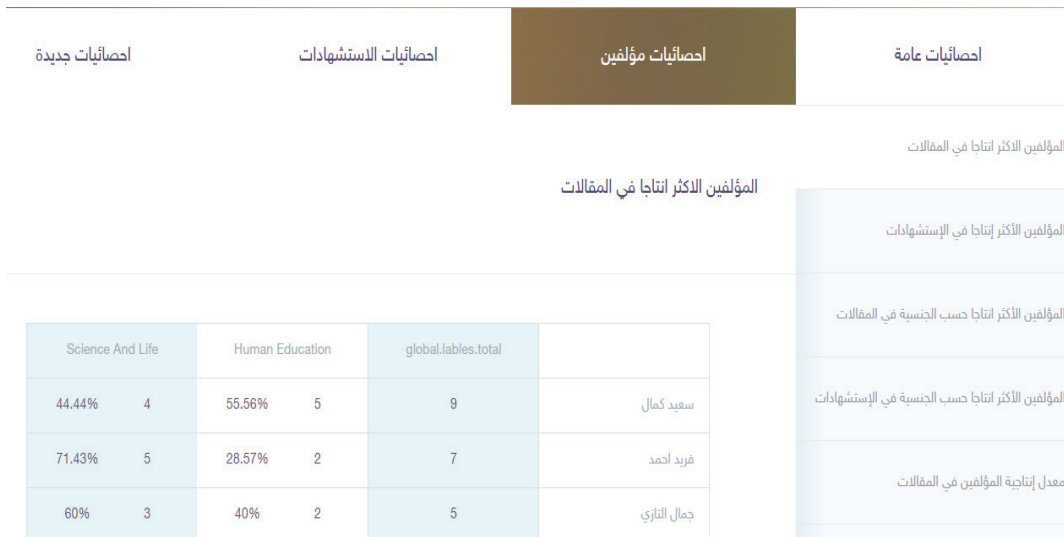 احصائيات عامة
احصائيات مؤلفين
احصائيات الاستشهادات
احصائيات جديدة
المؤلفين الاكثر انتاجا في المقالات
المؤلفين الأكثر إنتاجا في الإستشهادات
المؤلفين الأكثر انتاجا حسب الجنسية في المقالات
المؤلفين الأكثر انتاجا حسب الجنسية في الإستشهادات
معدل إنتاجية المؤلفين في المقالات
المؤلفين الاكثر انتاجا في المقالات
global.lables.total Human Education Science And Life
سعيد كمال 9 5 55.56% 4 44.44%
فريد احمد 7 2 28.57% 5 71.43%
جمال التازي 5 2 40% 3 60%